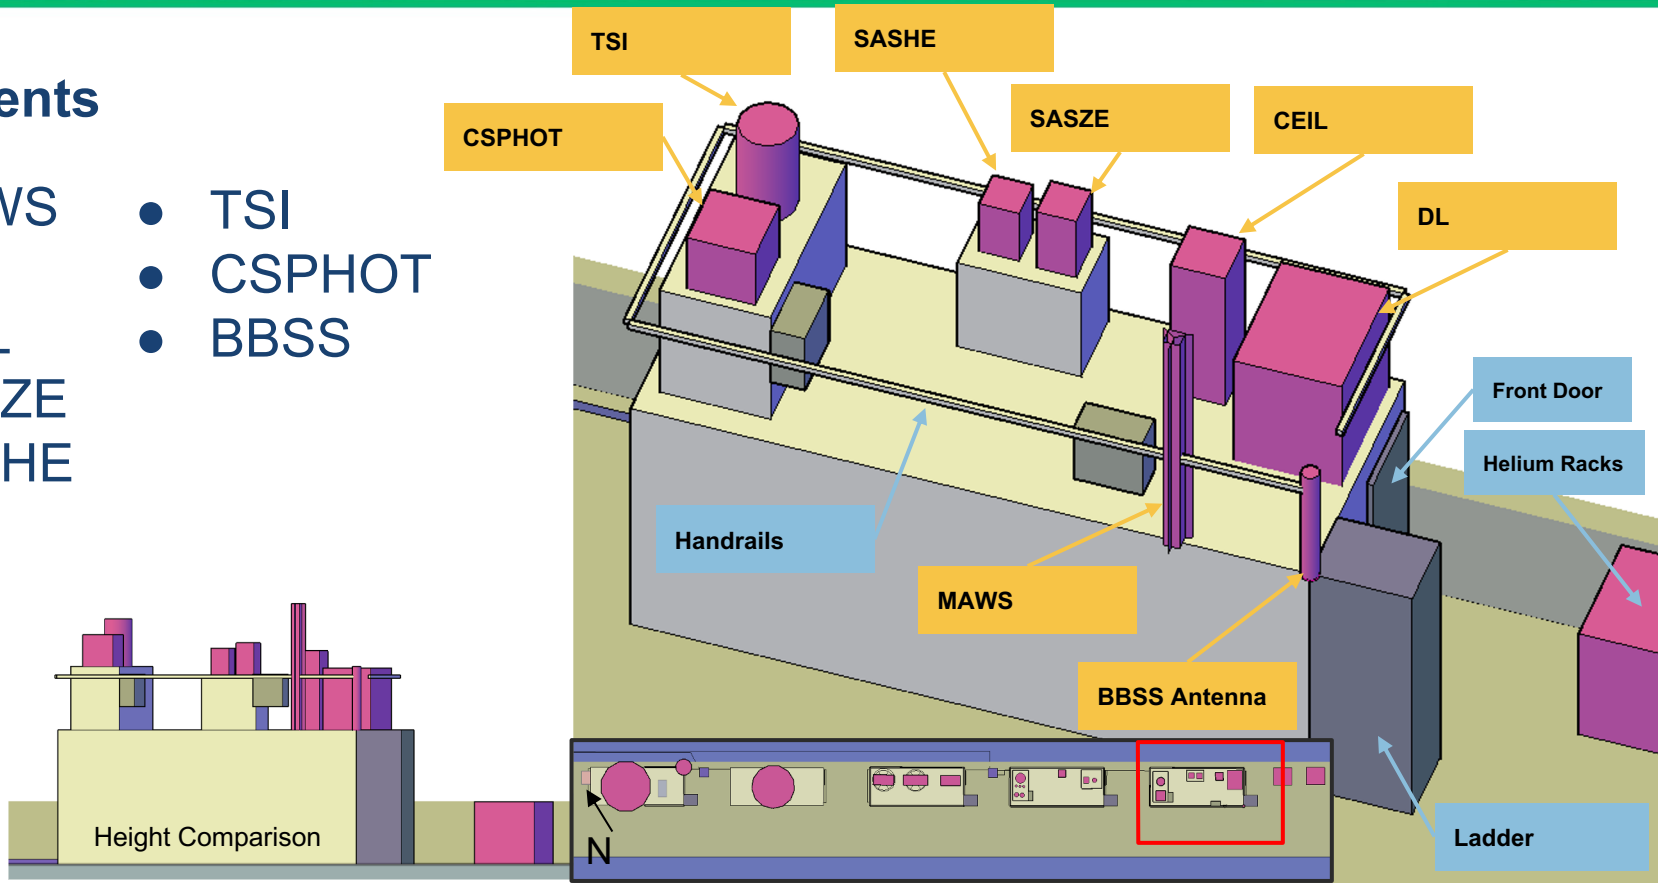 ents
WS
L
ZE
HE
● TSI
● CSPHOT
● BBSS
TSI
SASHE
CSPHOT
SASZE
CEIL
DL
Front Door
Helium Racks
Handrails
MAWS
BBSS Antenna
Ladder
Height Comparison
N